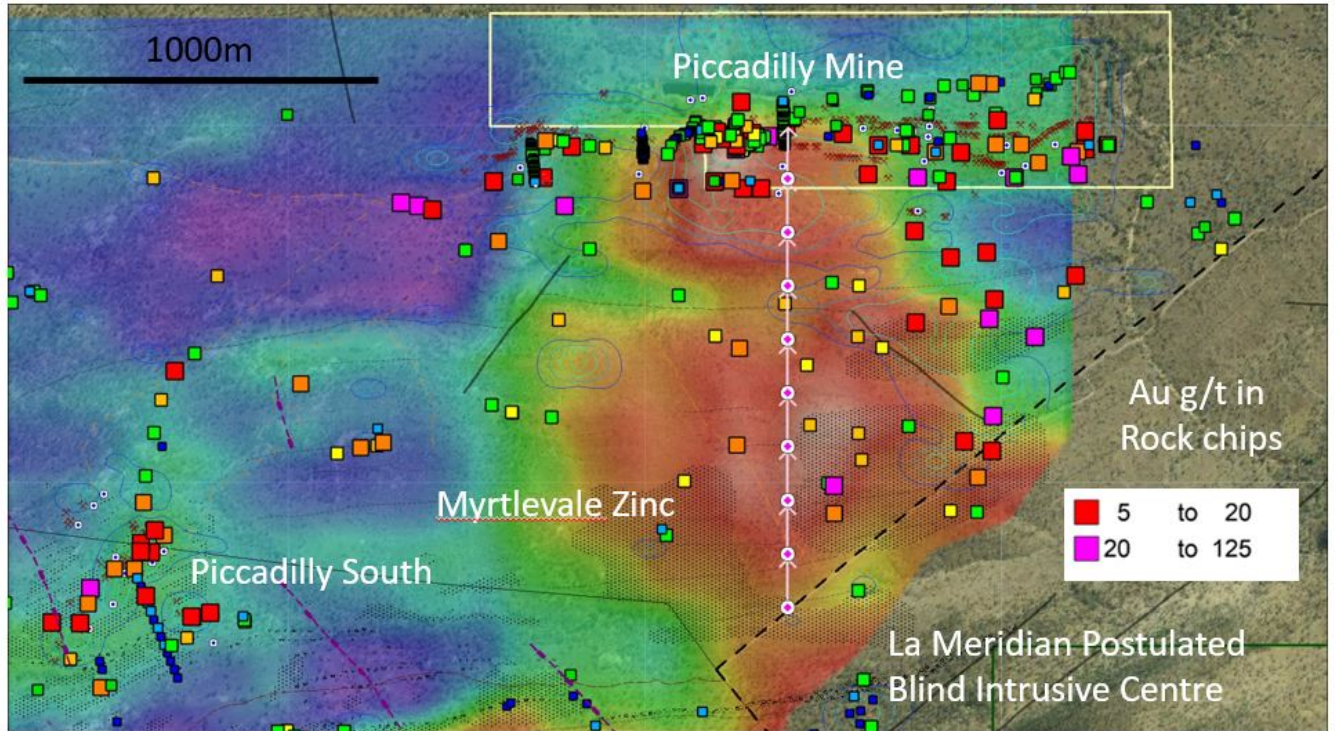 1000m
Piccadilly Mine
Au g/t in
Rock chips
5 to 20
20 to 125
Myrtlevale Zinc
Piccadilly South
La Meridian Postulated
Blind Intrusive Centre